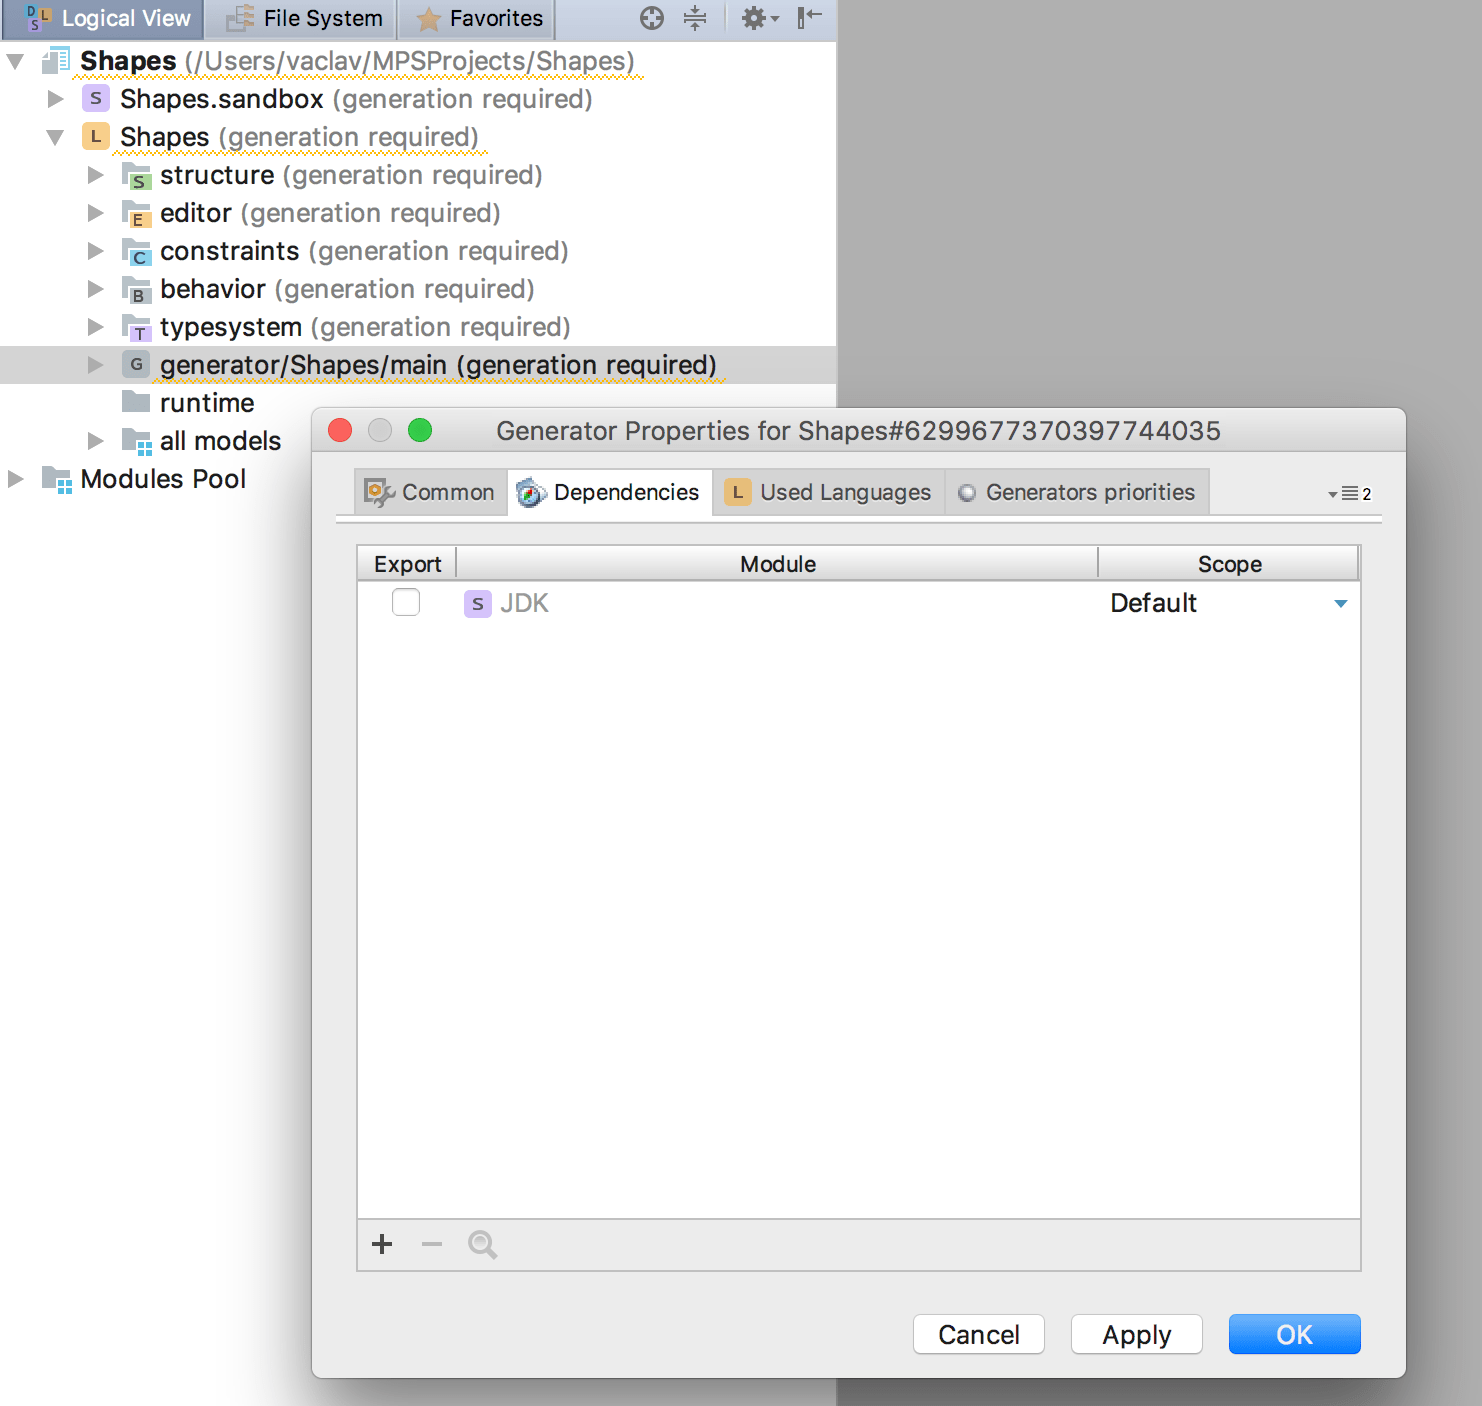 Logical View File System Favorites
Shapes (/Users/vaclav/MPSProjects/Shapes)
S Shapes.sandbox (generation required)
L Shapes (generation required)
S structure (generation required)
E editor (generation required)
C constraints (generation required)
B behavior (generation required)
T typesystem (generation required)
G generator/Shapes/main (generation required)
runtime
all models
Modules Pool
Generator Properties for Shapes#6299677370397744035
Common Dependencies L Used Languages Generators priorities 2
Export Module Scope
S JDK Default
Cancel Apply OK